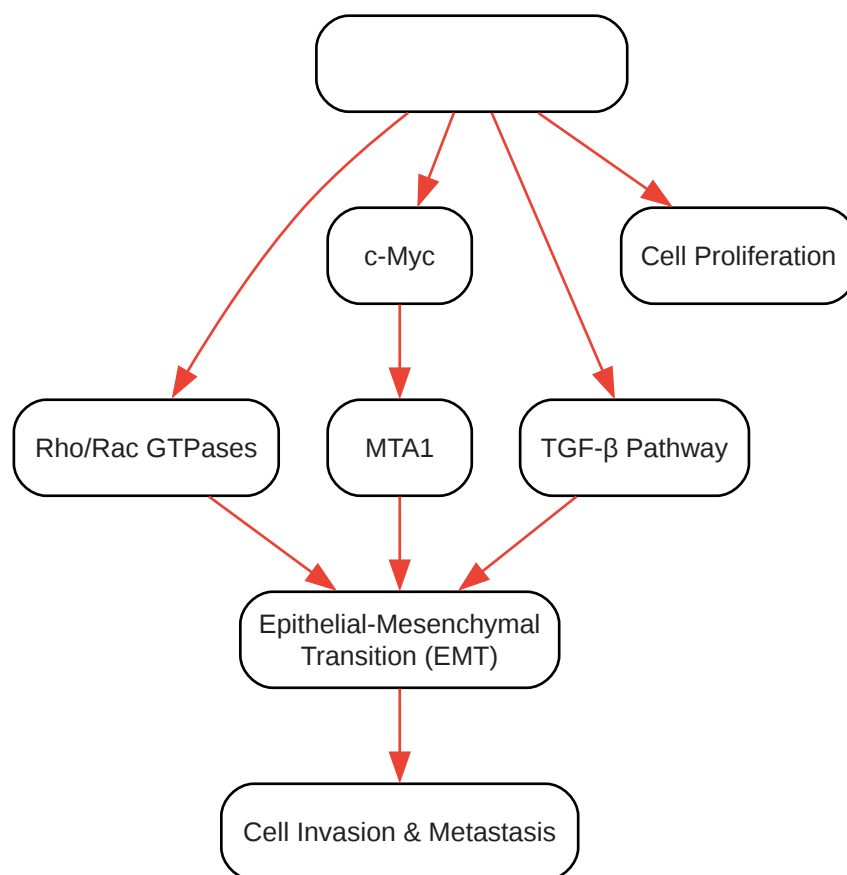 c-Myc
Cell Proliferation
Rho/Rac GTPases
MTA1
TGF-β Pathway
Epithelial-Mesenchymal
Transition (EMT)
Cell Invasion & Metastasis